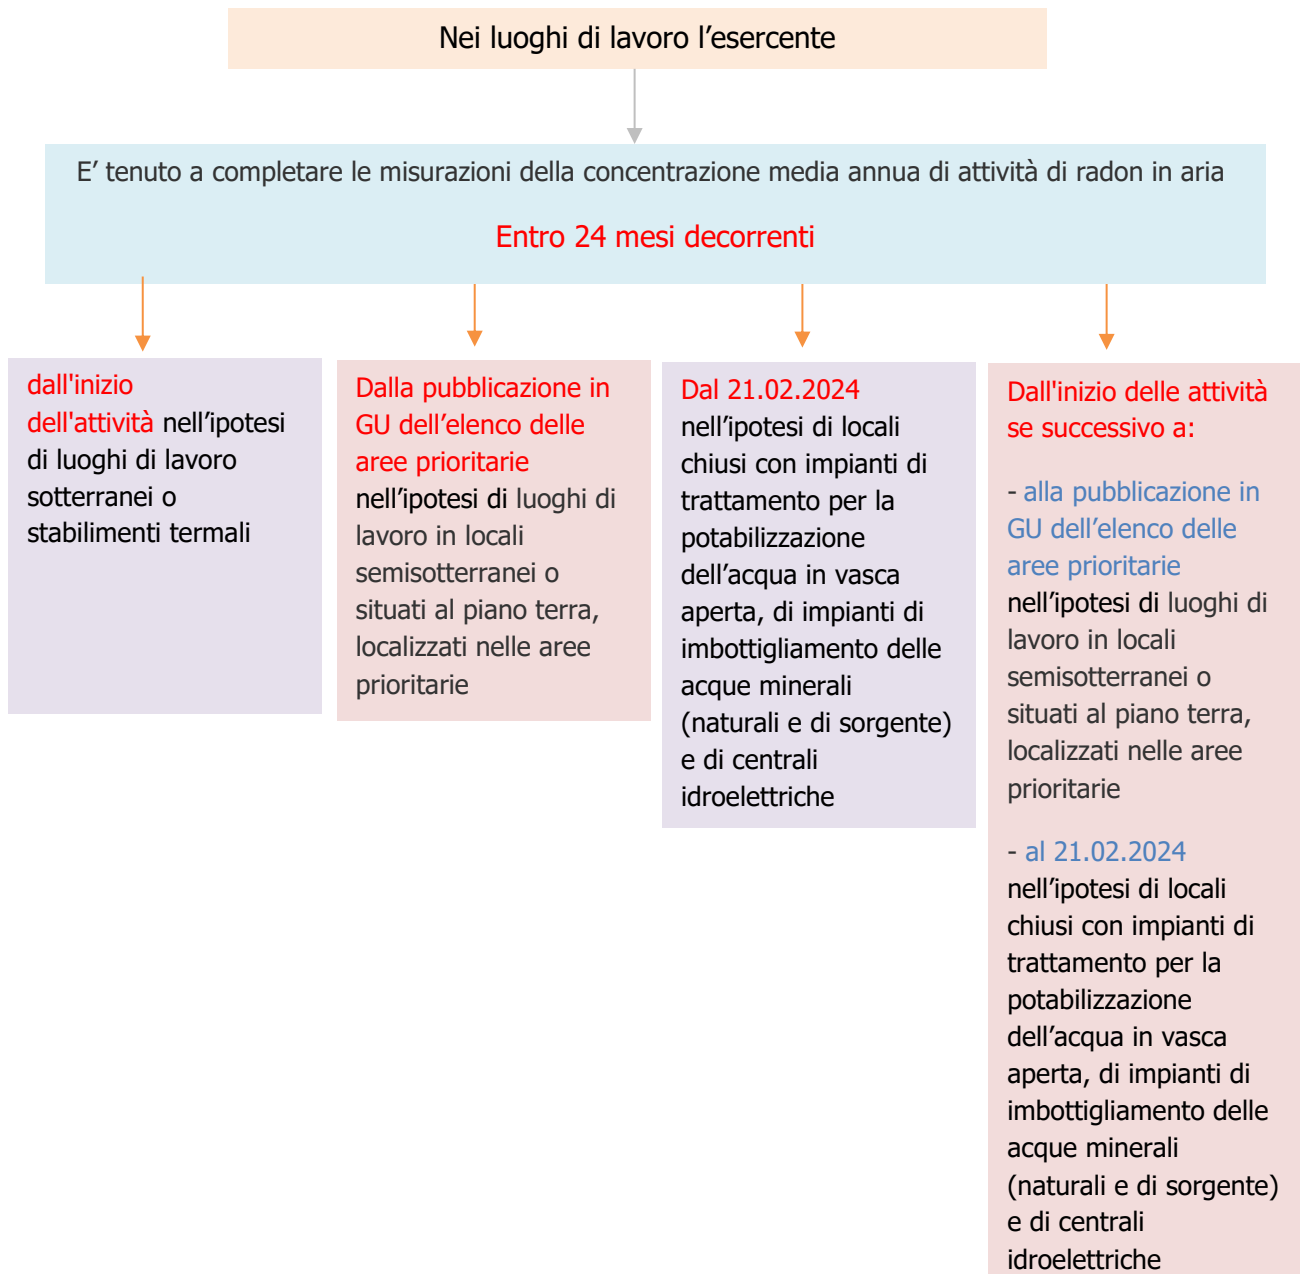 Nei luoghi di lavoro l’esercente
E’ tenuto a completare le misurazioni della concentrazione media annua di attività di radon in aria
Entro 24 mesi decorrenti
dall'inizio
dell'attività nell’ipotesi
di luoghi di lavoro
sotterranei o
stabilimenti termali
Dalla pubblicazione in
GU dell’elenco delle
aree prioritarie
nell’ipotesi di luoghi di
lavoro in locali
semisotterranei o
situati al piano terra,
localizzati nelle aree
prioritarie
Dal 21.02.2024
nell’ipotesi di locali
chiusi con impianti di
trattamento per la
potabilizzazione
dell’acqua in vasca
aperta, di impianti di
imbottigliamento delle
acque minerali
(naturali e di sorgente)
e di centrali
idroelettriche
Dall'inizio delle attività
se successivo a:
- alla pubblicazione in
GU dell’elenco delle
aree prioritarie
nell’ipotesi di luoghi di
lavoro in locali
semisotterranei o
situati al piano terra,
localizzati nelle aree
prioritarie
- al 21.02.2024
nell’ipotesi di locali
chiusi con impianti di
trattamento per la
potabilizzazione
dell’acqua in vasca
aperta, di impianti di
imbottigliamento delle
acque minerali
(naturali e di sorgente)
e di centrali
idroelettriche